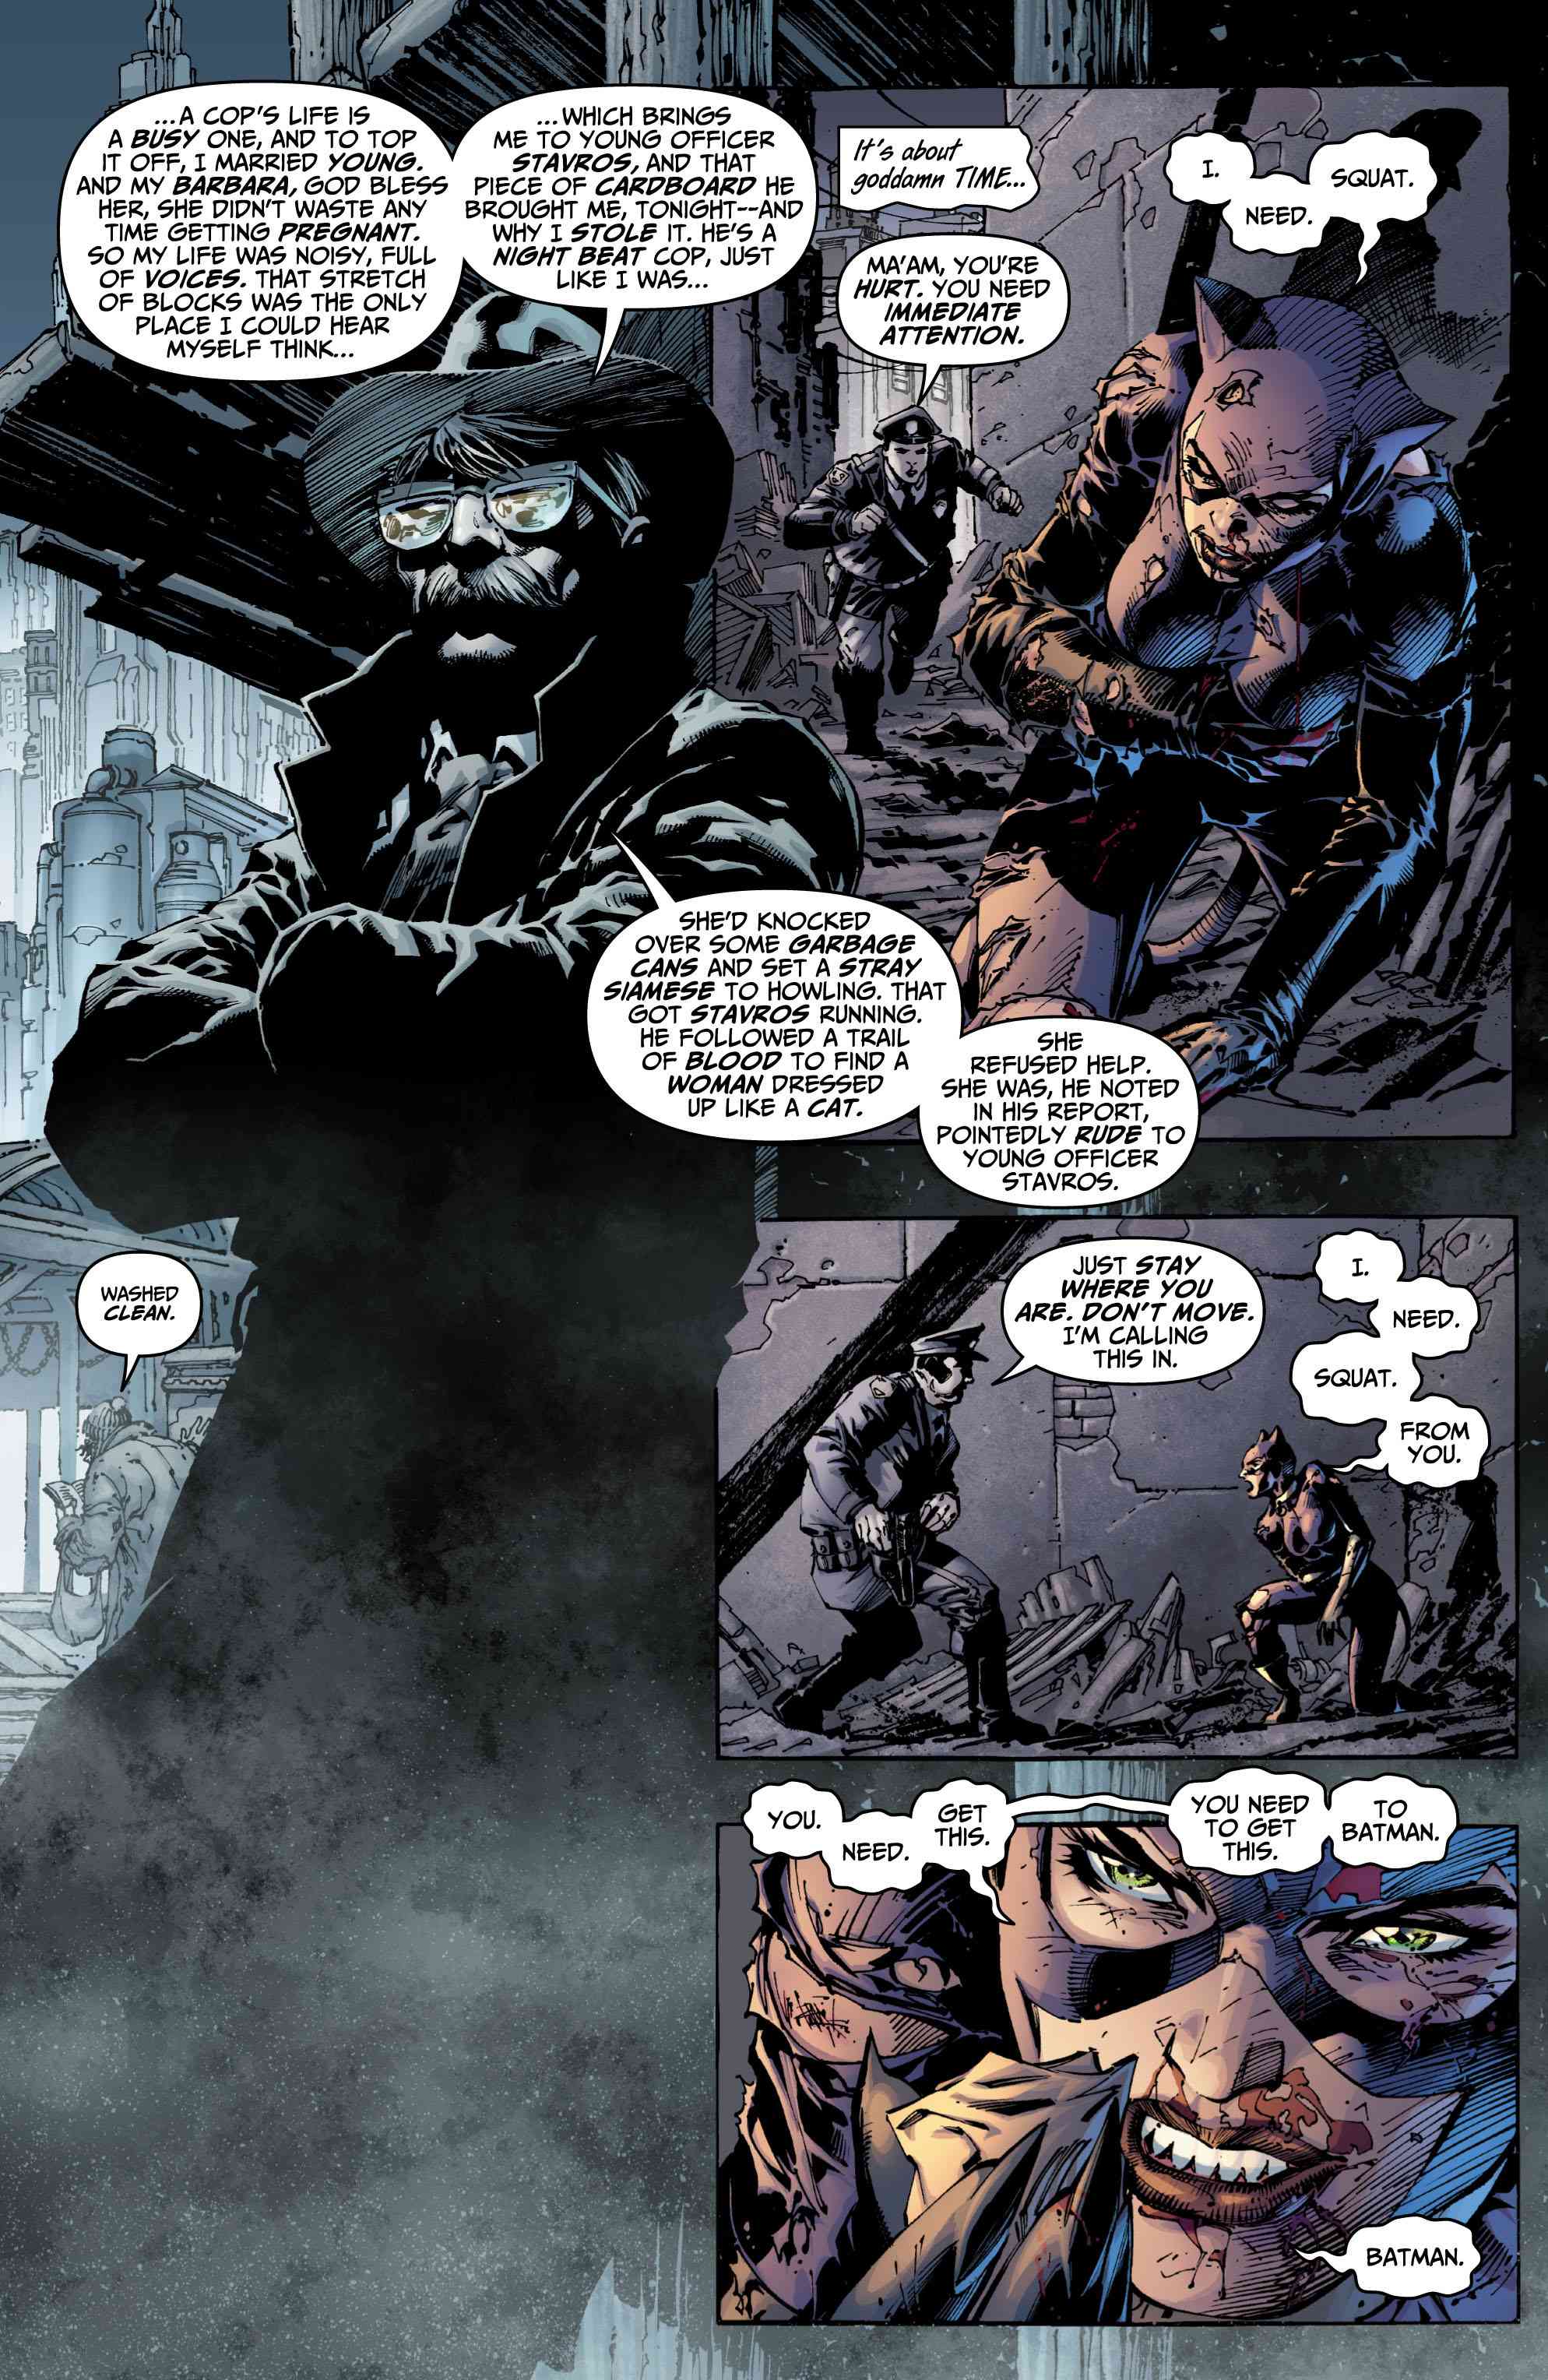 ...A COP'S LIFE IS
A BUSY ONE, AND TO TOP
IT OFF, I MARRIED YOUNG.
AND MY BARBARA, GOD BLESS
HER, SHE DIDN'T WASTE ANY
TIME GETTING PREGNANT.
SO MY LIFE WAS NOISY, FULL
OF VOICES. THAT STRETCH
OF BLOCKS WAS THE ONLY
PLACE I COULD HEAR
MYSELF THINK...
...WHICH BRINGS
ME TO YOUNG OFFICER
STAVROS, AND THAT
PIECE OF CARDBOARD HE
BROUGHT ME, TONIGHT--AND
WHY I STOLE IT. HE'S A
NIGHT BEAT COP, JUST
LIKE I WAS...
It's about
goddamn TIME...
MA'AM, YOU'RE
HURT. YOU NEED
IMMEDIATE
ATTENTION.
I.
NEED.
SQUAT.
SHE'D KNOCKED
OVER SOME GARBAGE
CANS AND SET A STRAY
SIAMESE TO HOWLING. THAT
GOT STAVROS RUNNING.
HE FOLLOWED A TRAIL
OF BLOOD TO FIND A
WOMAN DRESSED
UP LIKE A CAT.
SHE
REFUSED HELP.
SHE WAS, HE NOTED
IN HIS REPORT,
POINTEDLY RUDE TO
YOUNG OFFICER
STAVROS.
WASHED
CLEAN.
JUST STAY
WHERE YOU
ARE. DON'T MOVE.
I'M CALLING
THIS IN.
I.
NEED.
SQUAT.
FROM
YOU.
YOU.
NEED.
GET
THIS.
YOU NEED
TO GET
THIS.
TO
BATMAN.
BATMAN.